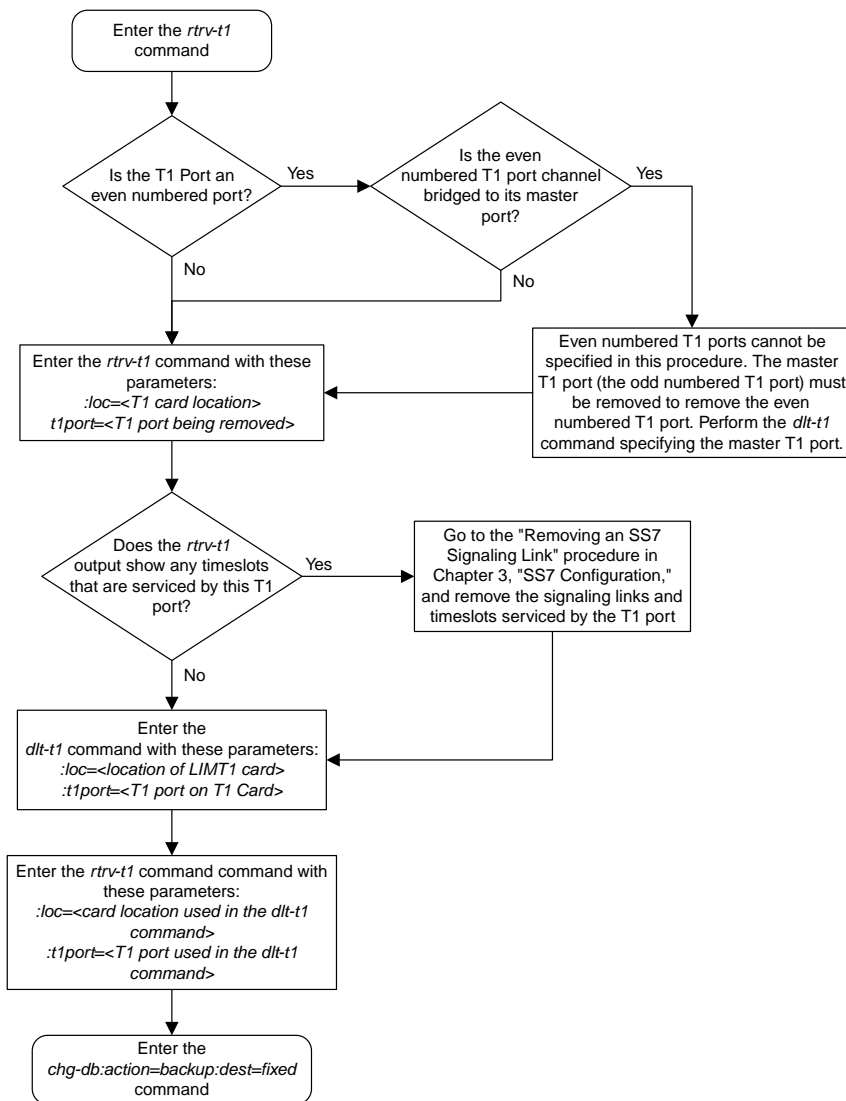 Enter the rtrv-t1
command
Is the T1 Port an
even numbered port?
Yes
Is the even
numbered T1 port channel
bridged to its master
port?
Yes
No
No
Enter the rtrv-t1 command with these
parameters:
:loc=<T1 card location>
t1port=<T1 port being removed>
Even numbered T1 ports cannot be
specified in this procedure. The master
T1 port (the odd numbered T1 port) must
be removed to remove the even
numbered T1 port. Perform the dlt-t1
command specifying the master T1 port.
Does the rtrv-t1
output show any timeslots
that are serviced by this T1
port?
Yes
Go to the "Removing an SS7
Signaling Link" procedure in
Chapter 3, "SS7 Configuration,"
and remove the signaling links and
timeslots serviced by the T1 port
No
Enter the
dlt-t1 command with these parameters:
:loc=<location of LIMT1 card>
:t1port=<T1 port on T1 Card>
Enter the rtrv-t1 command command with
these parameters:
:loc=<card location used in the dlt-t1
command>
:t1port=<T1 port used in the dlt-t1
command>
Enter the
chg-db:action=backup:dest=fixed
command